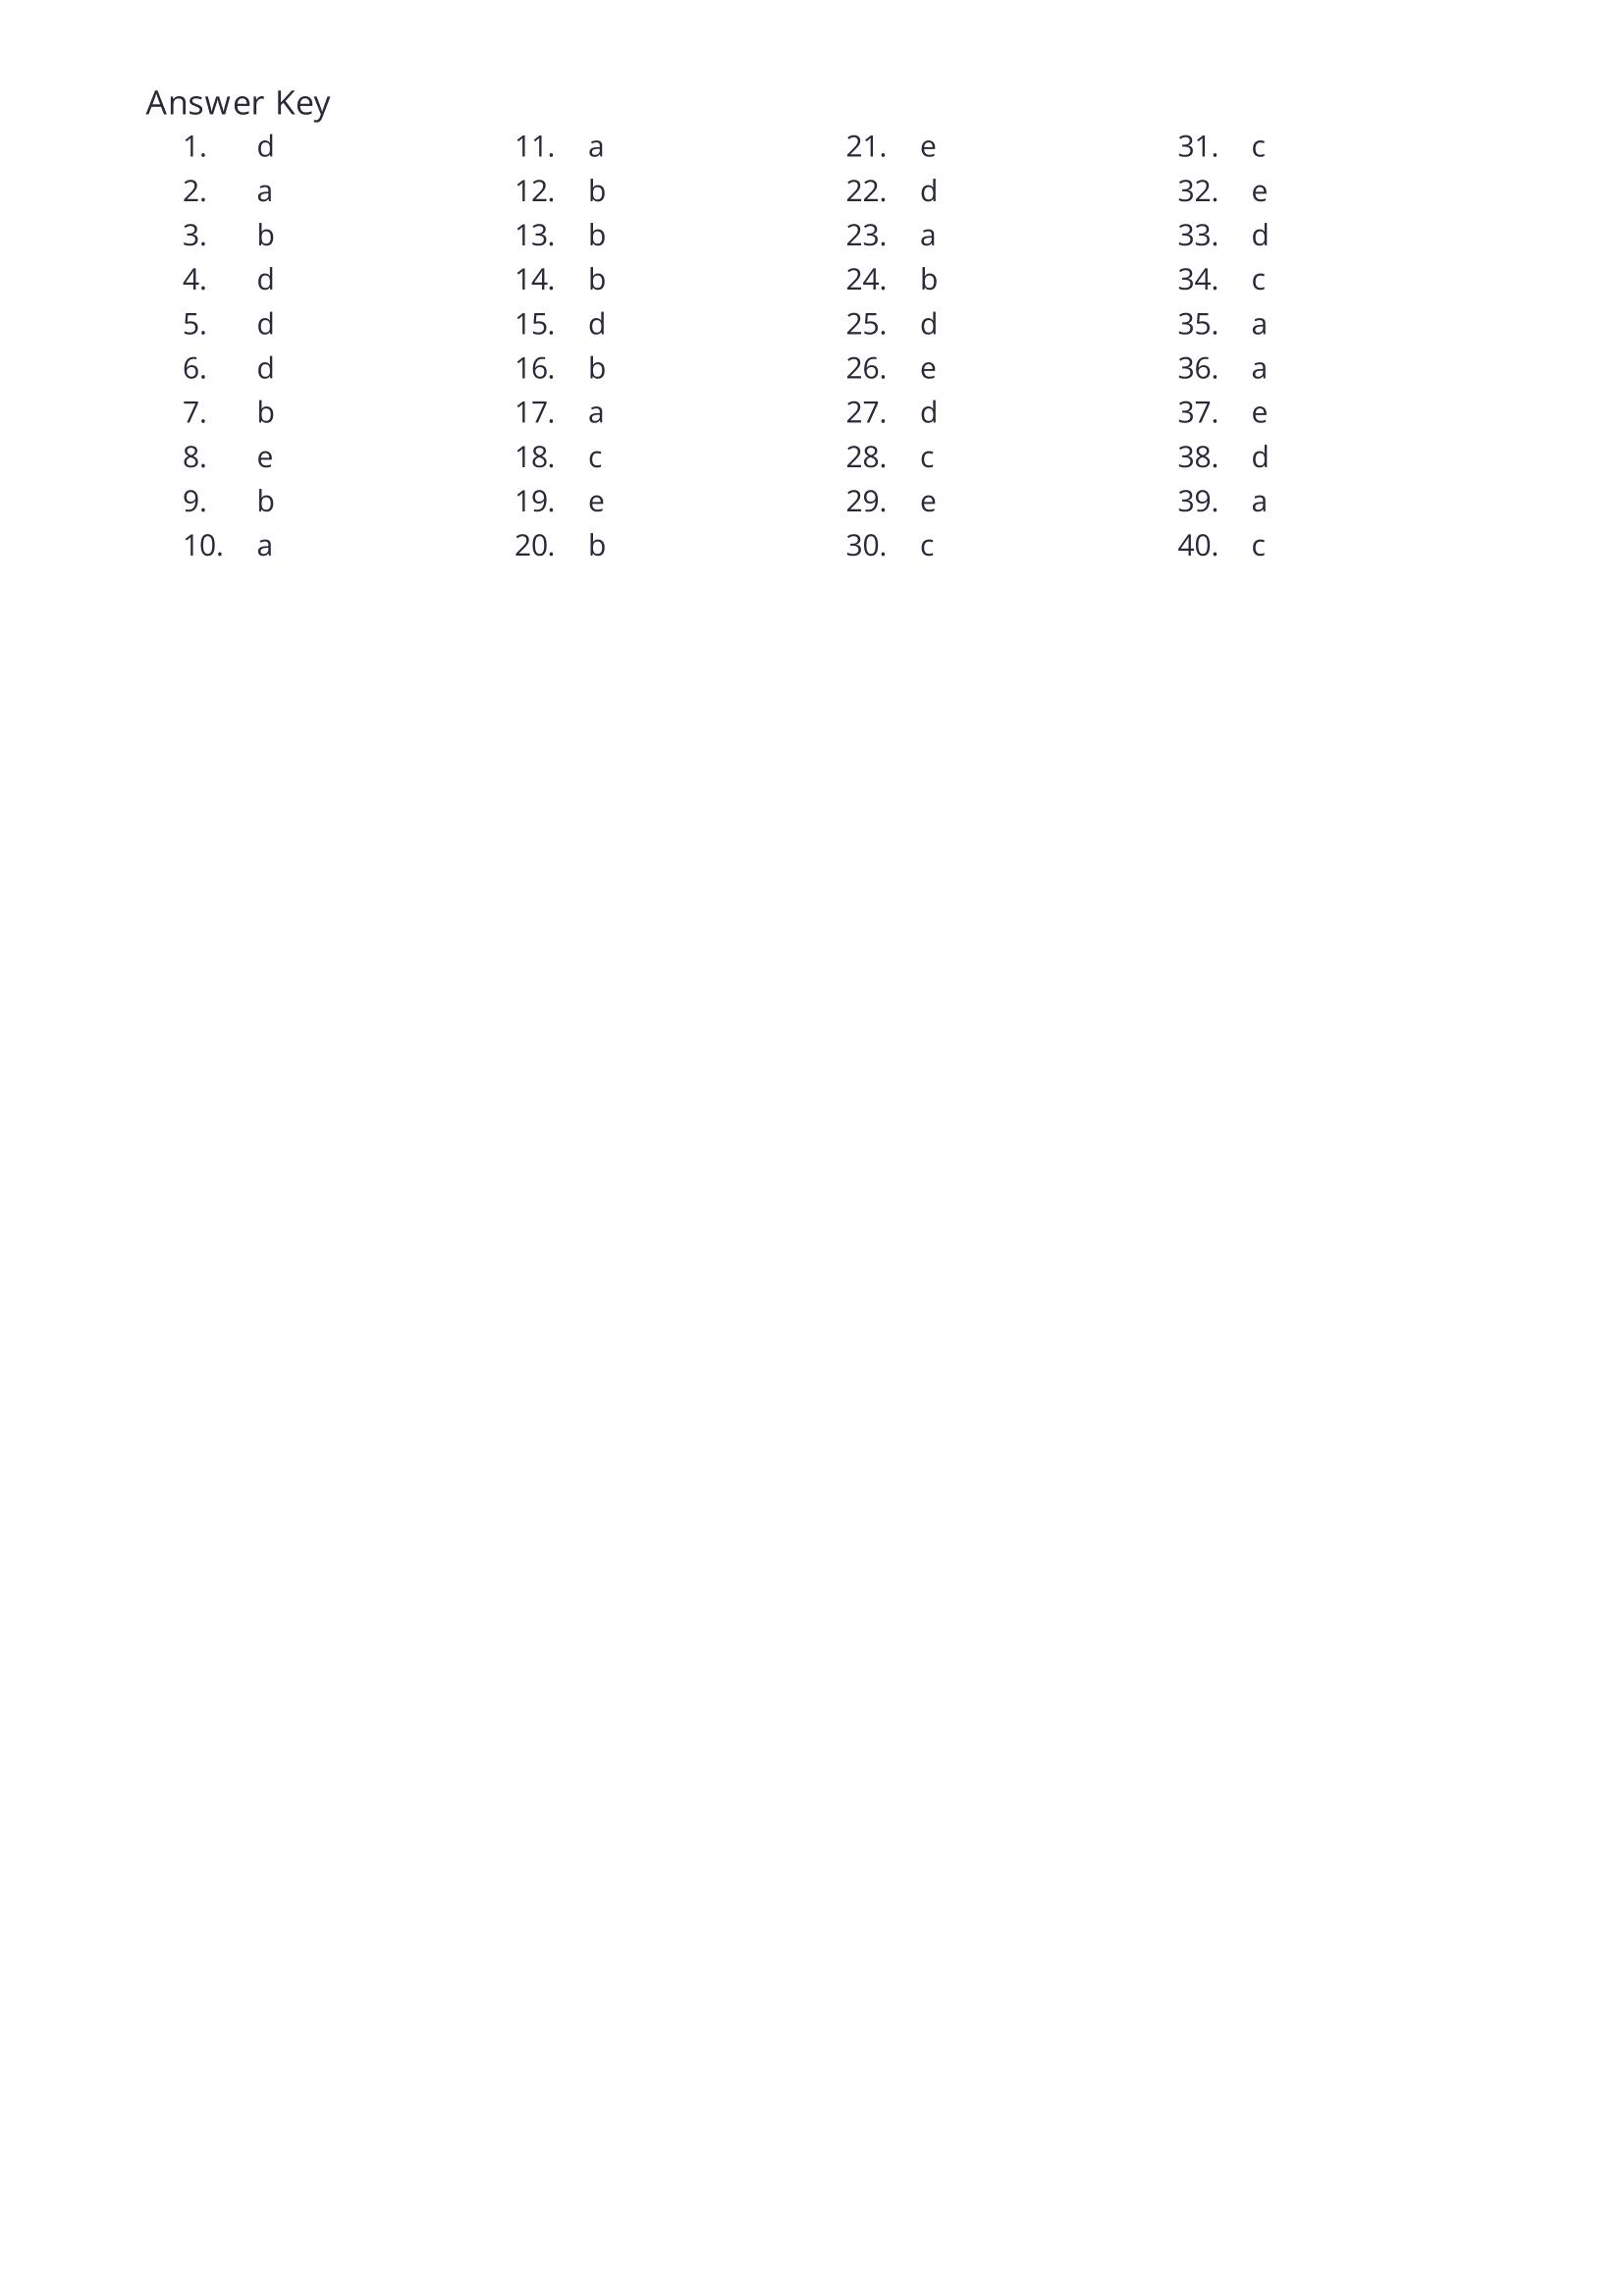 Answer Key
1. d
2. a
3. b
4. d
5. d
6. d
7. b
8. e
9. b
10. a
11. a
12. b
13. b
14. b
15. d
16. b
17. a
18. c
19. e
20. b
21. e
22. d
23. a
24. b
25. d
26. e
27. d
28. c
29. e
30. c
31. c
32. e
33. d
34. c
35. a
36. a
37. e
38. d
39. a
40. c